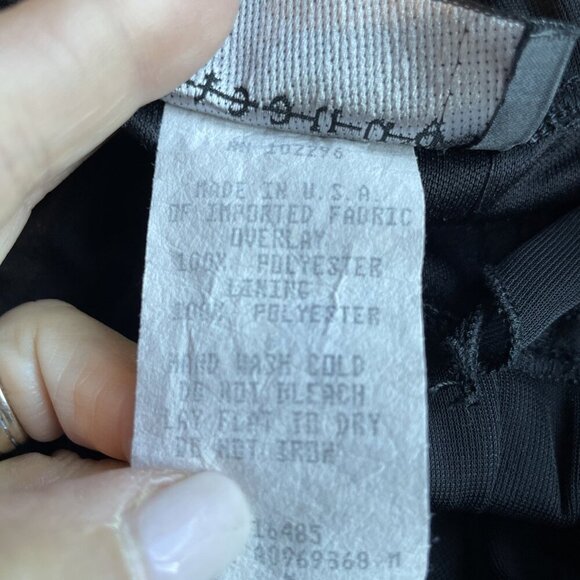 RN 102296
MADE IN U.S.A.
OF IMPORTED FABRIC
OVERLAY
100% POLYESTER
LINING
100% POLYESTER
HAND WASH COLD
DO NOT BLEACH
LAY FLAT TO DRY
DO NOT IRON
16485
A0969368-M